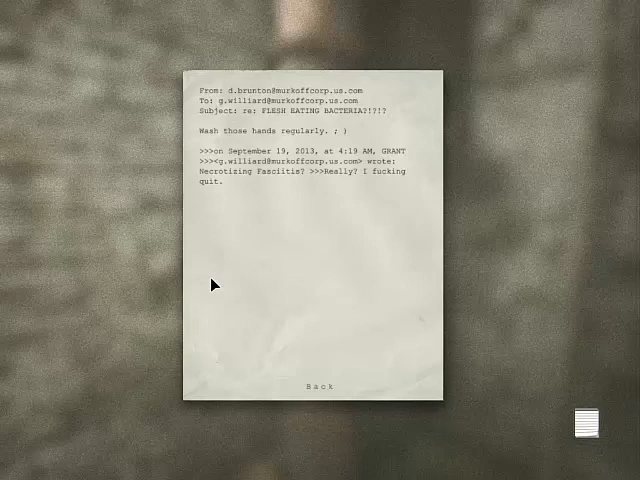 From: d.brunton@murkoffcorp.us.com
To: g.williard@murkoffcorp.us.com
Subject: re: FLESH EATING BACTERIA?!?!?
Wash those hands regularly. ; )
>>>on September 19, 2013, at 4:19 AM, GRANT
>>><g.williard@murkoffcorp.us.com> wrote:
Necrotizing Fasciitis? >>>Really? I fucking
quit.
Back